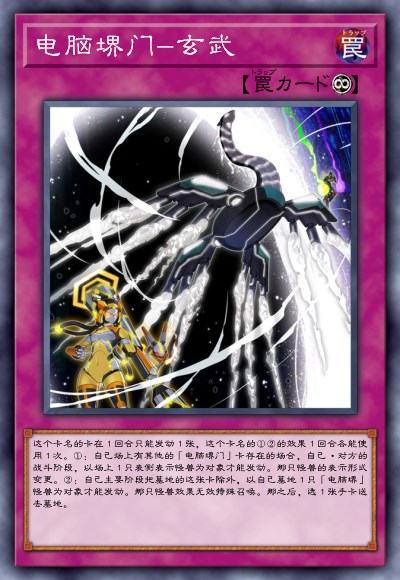 电脑堺门-玄武
トラップ
罠
トラップ
【罠カード】
这个卡名的卡在1回合只能发动1张，这个卡名的①②的效果1回合各能使
用1次。①：自己场上有其他的「电脑堺门」卡存在的场合，自己·对方的
战斗阶段，以场上1只表侧表示怪兽为对象才能发动。那只怪兽的表示形式
变更。②：自己主要阶段把墓地的这张卡除外，以自己墓地1只「电脑堺」
怪兽为对象才能发动。那只怪兽效果无效特殊召唤。那之后，选1张手卡送
去墓地。